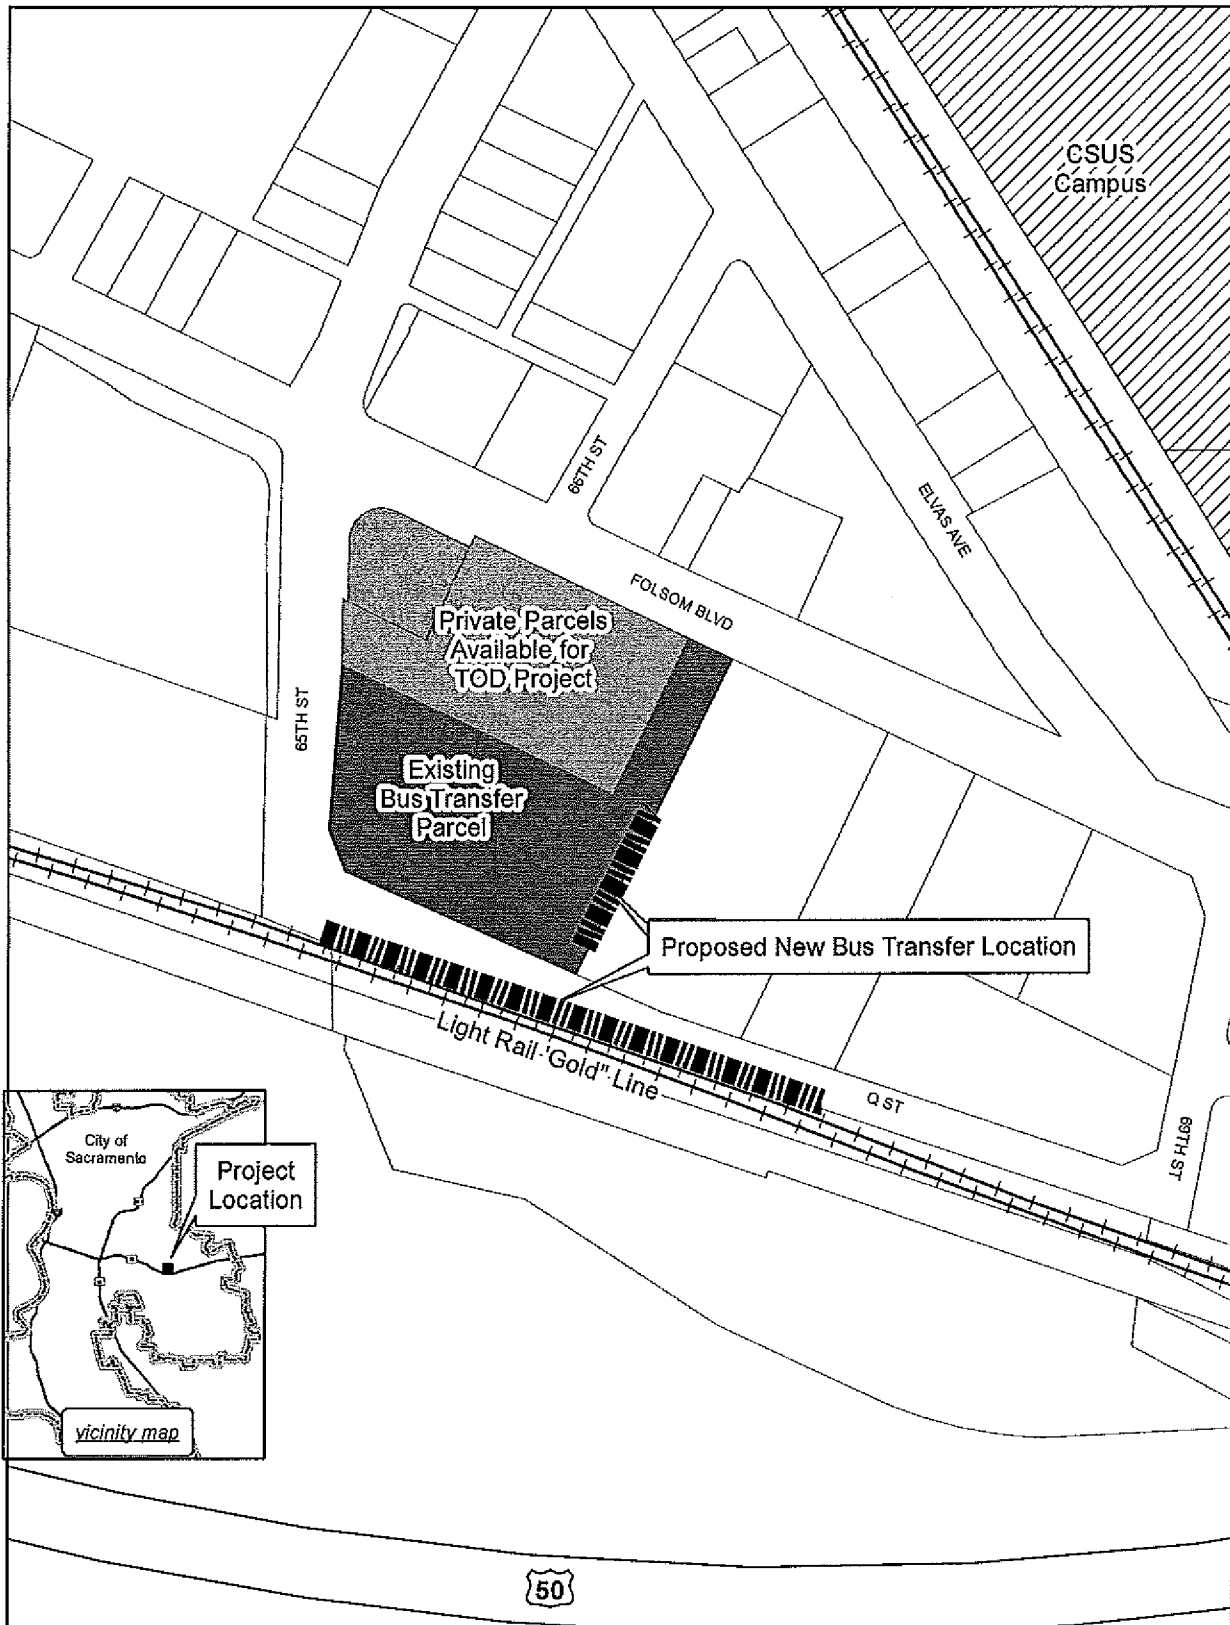 CSUS
Campus
66TH ST
ELVAS AVE
FOLSOM BLVD
Private Parcels
Available for
TOD Project
65TH ST
Existing
Bus Transfer
Parcel
Proposed New Bus Transfer Location
Light Rail "Gold" Line
Q ST
69TH ST
City of
Sacramento
Project
Location
vicinity map
50